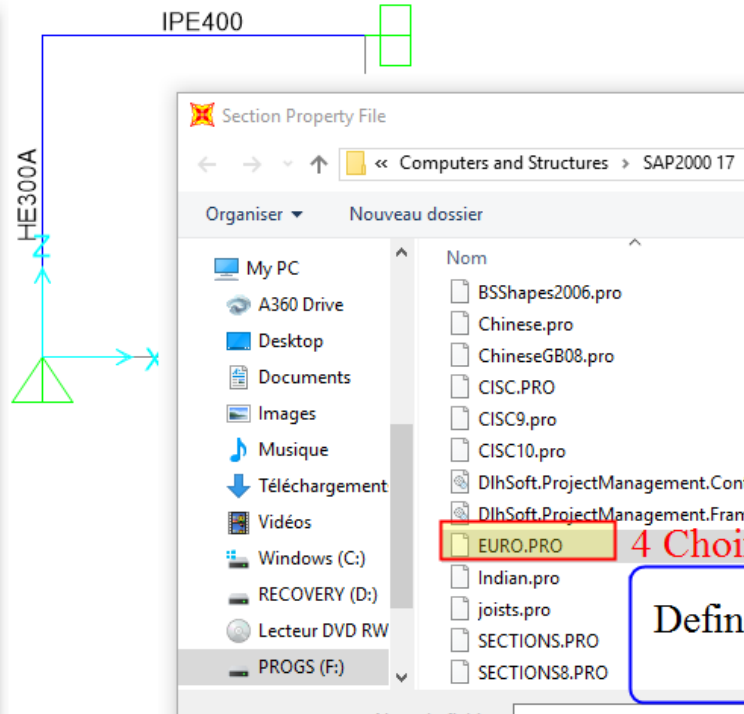 IPE400
HE300A
Z
X
Section Property File
« Computers and Structures > SAP2000 17
Organiser Nouveau dossier
My PC
A360 Drive
Desktop
Documents
Images
Musique
Téléchargement
Vidéos
Windows (C:)
RECOVERY (D:)
Lecteur DVD RW
PROGS (F:)
Nom
BSShapes2006.pro
Chinese.pro
ChineseGB08.pro
CISC.PRO
CISC9.pro
CISC10.pro
DlhSoft.ProjectManagement.Con
DlhSoft.ProjectManagement.Fram
EURO.PRO
4 Choi
Indian.pro
joists.pro
SECTIONS.PRO
SECTIONS8.PRO
Defin